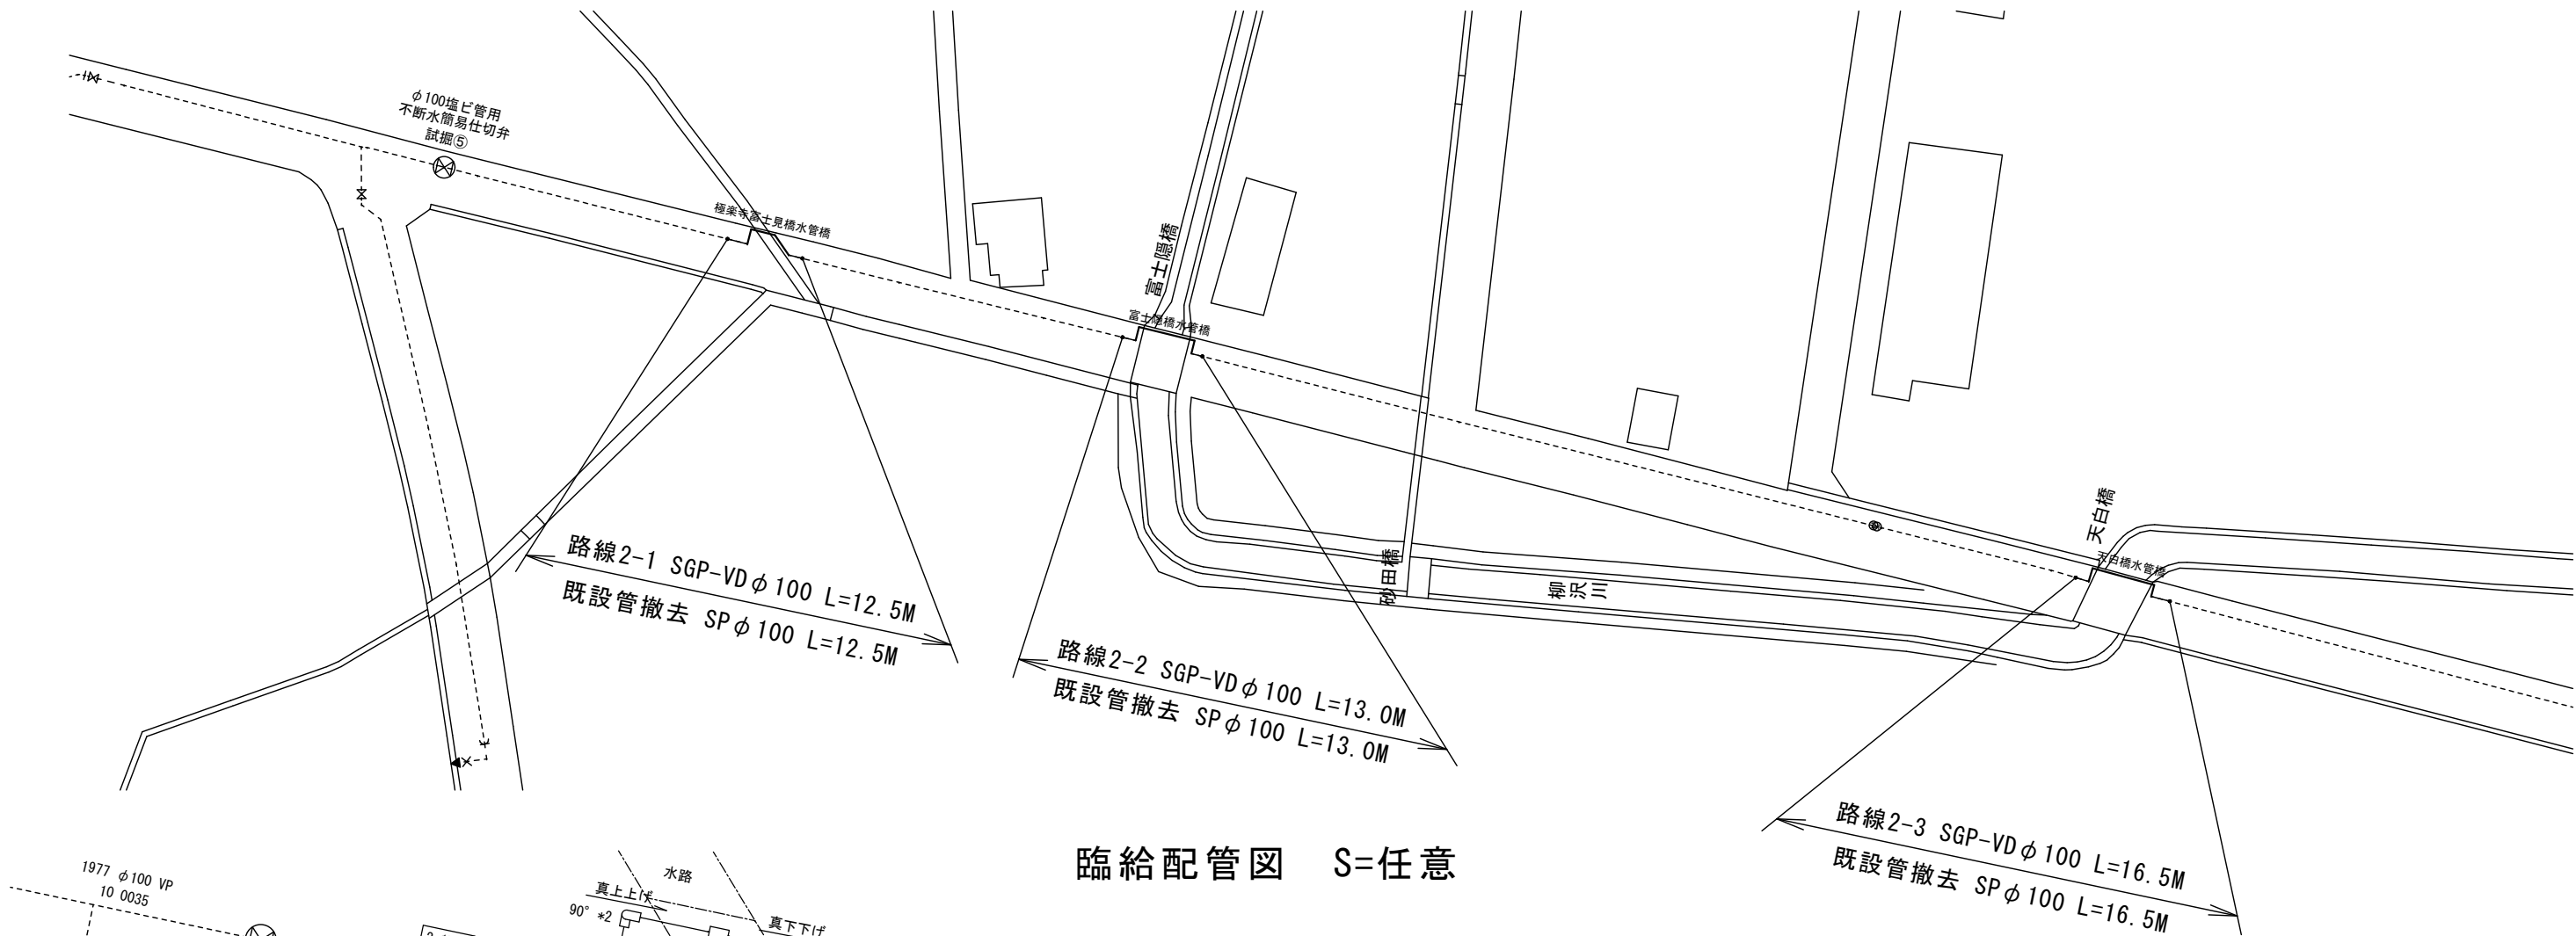 φ100塩ビ管用
不断水簡易仕切弁
試掘⑤
極楽寺富士見橋水管橋
富士隠橋
富士隠橋水管橋
砂田橋
柳沢川
天白橋
天白橋水管橋
路線2-1 SGP-VDφ100 L=12.5M
既設管撤去 SPφ100 L=12.5M
路線2-2 SGP-VDφ100 L=13.0M
既設管撤去 SPφ100 L=13.0M
路線2-3 SGP-VDφ100 L=16.5M
既設管撤去 SPφ100 L=16.5M
臨給配管図 S=任意
1977 φ100 VP
10 0035
水路
真上上げ
90° *2
真下下げ